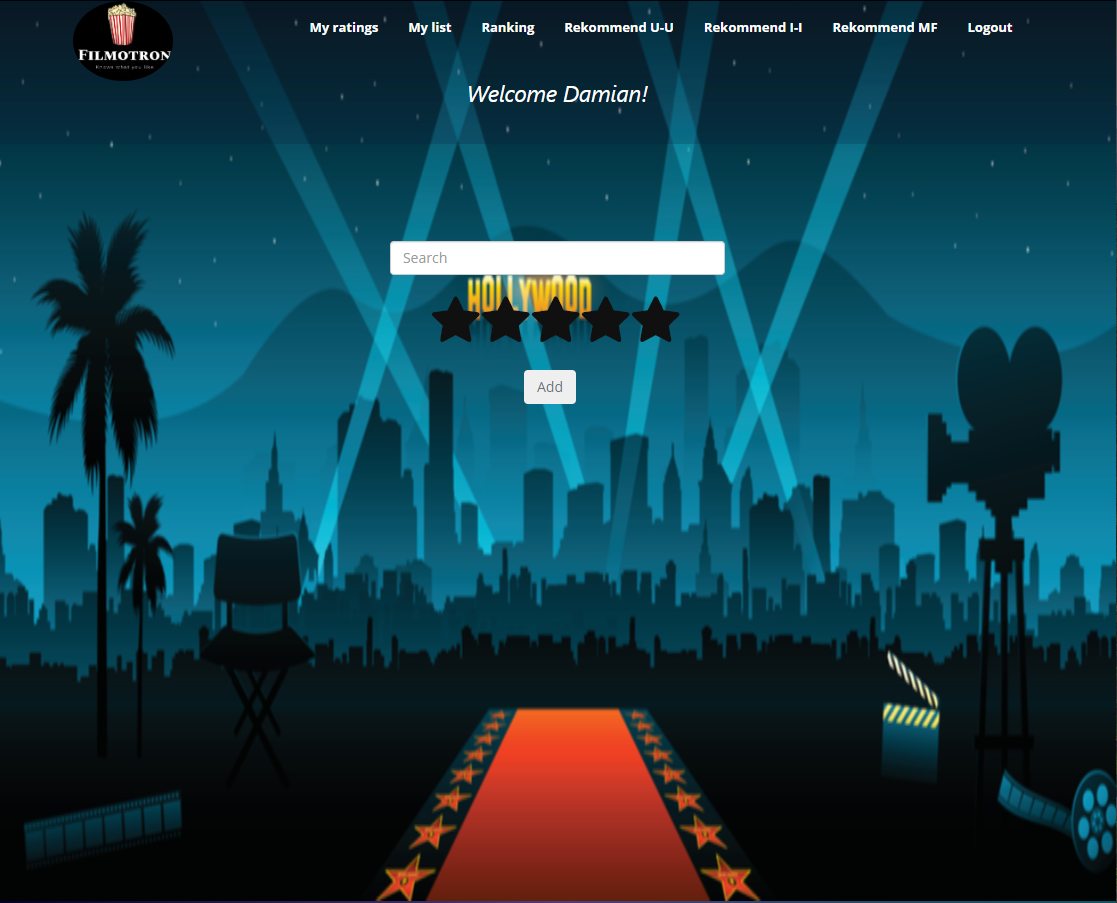 FILMOTRON
Knows what you like
My ratings My list Ranking Rekommend U-U Rekommend I-I Rekommend MF Logout
Welcome Damian!
Search
HOLLYWOOD
Add